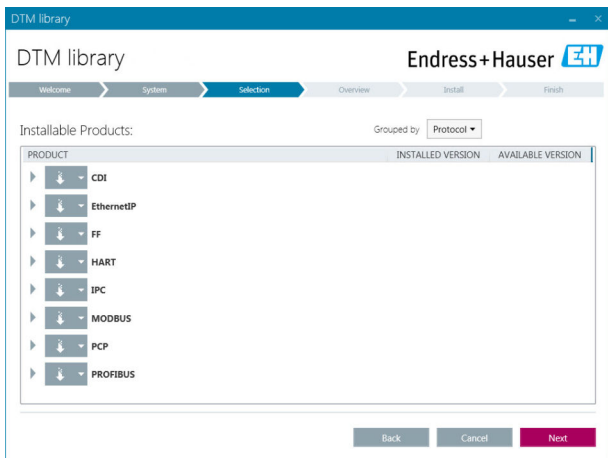 DTM library
DTM library
Endress+Hauser EH
Welcome System Selection Overview Install Finish
Installable Products: Grouped by Protocol
PRODUCT INSTALLED VERSION AVAILABLE VERSION
CDI
EthernetIP
FF
HART
IPC
MODBUS
PCP
PROFIBUS
Back Cancel Next